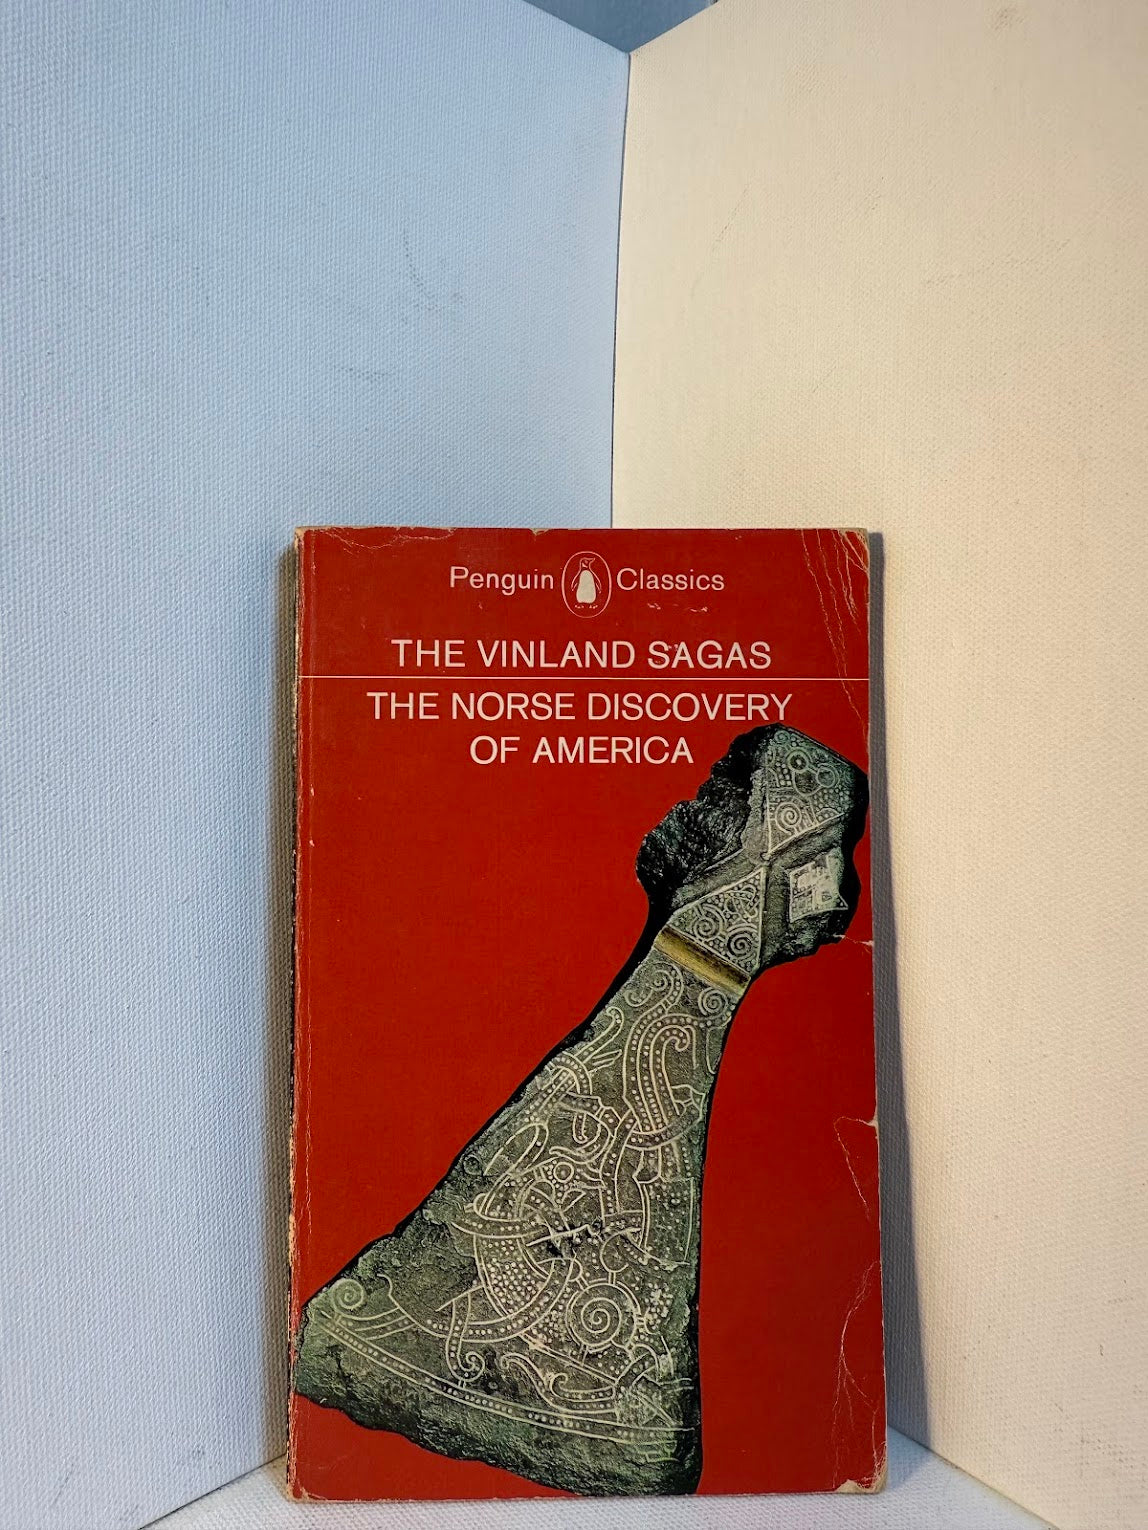 Penguin Classics
THE VINLAND SAGAS
THE NORSE DISCOVERY
OF AMERICA